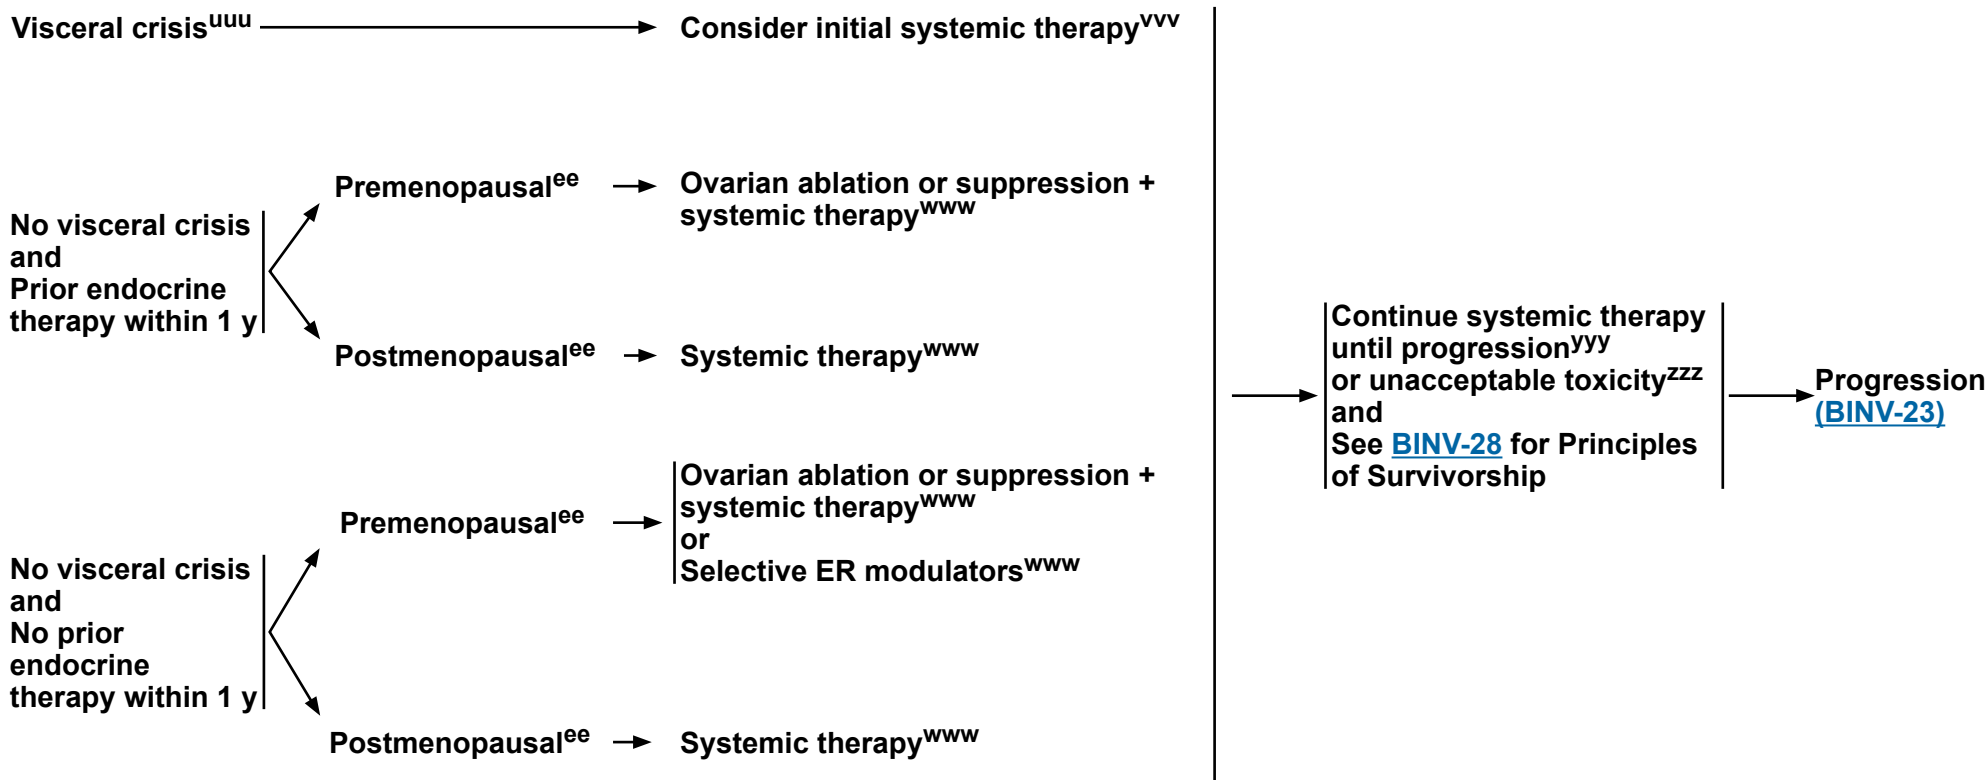 Visceral crisisuuu
Consider initial systemic therapyvvv
No visceral crisis
and
Prior endocrine
therapy within 1 y
Premenopausalee
Ovarian ablation or suppression +
systemic therapywww
Postmenopausalee
Systemic therapywww
No visceral crisis
and
No prior
endocrine
therapy within 1 y
Premenopausalee
Ovarian ablation or suppression +
systemic therapywww
or
Selective ER modulatorswww
Postmenopausalee
Systemic therapywww
Continue systemic therapy
until progressionyyy
or unacceptable toxicityzzz
and
See BINV-28 for Principles
of Survivorship
Progression
(BINV-23)